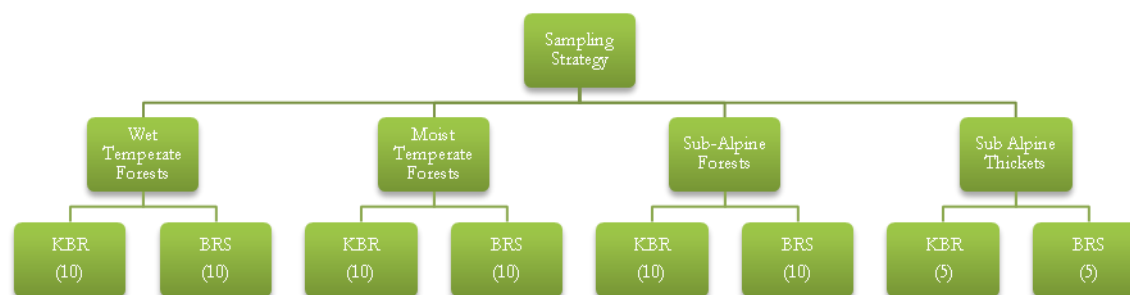 Sampling
Strategy
Wet
Temperate
Forests
Moist
Temperate
Forests
Sub-Alpine
Forests
Sub Alpine
Thickets
KBR
(10)
BRS
(10)
KBR
(10)
BRS
(10)
KBR
(10)
BRS
(10)
KBR
(5)
BRS
(5)